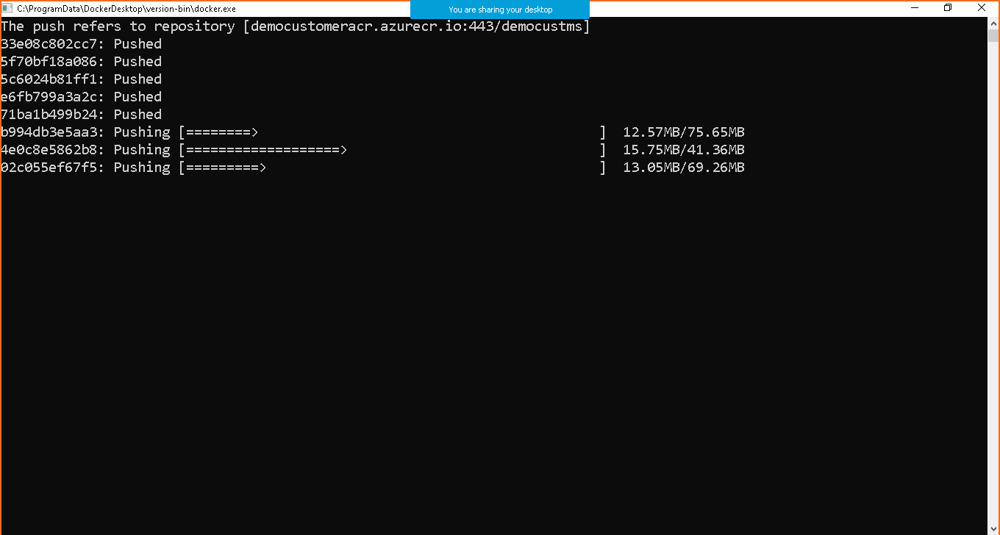 C:\ProgramData\DockerDesktop\version-bin\docker.exe
You are sharing your desktop
The push refers to repository [democustomeracr.azurecr.io:443/democustms]
33e08c802cc7: Pushed
5f70bf18a086: Pushed
5c6024b81ff1: Pushed
e6fb799a3a2c: Pushed
71ba1b499b24: Pushed
b994db3e5aa3: Pushing [========>                                          ]  12.57MB/75.65MB
4e0c8e5862b8: Pushing [===================>                               ]  15.75MB/41.36MB
02c055ef67f5: Pushing [=========>                                         ]  13.05MB/69.26MB